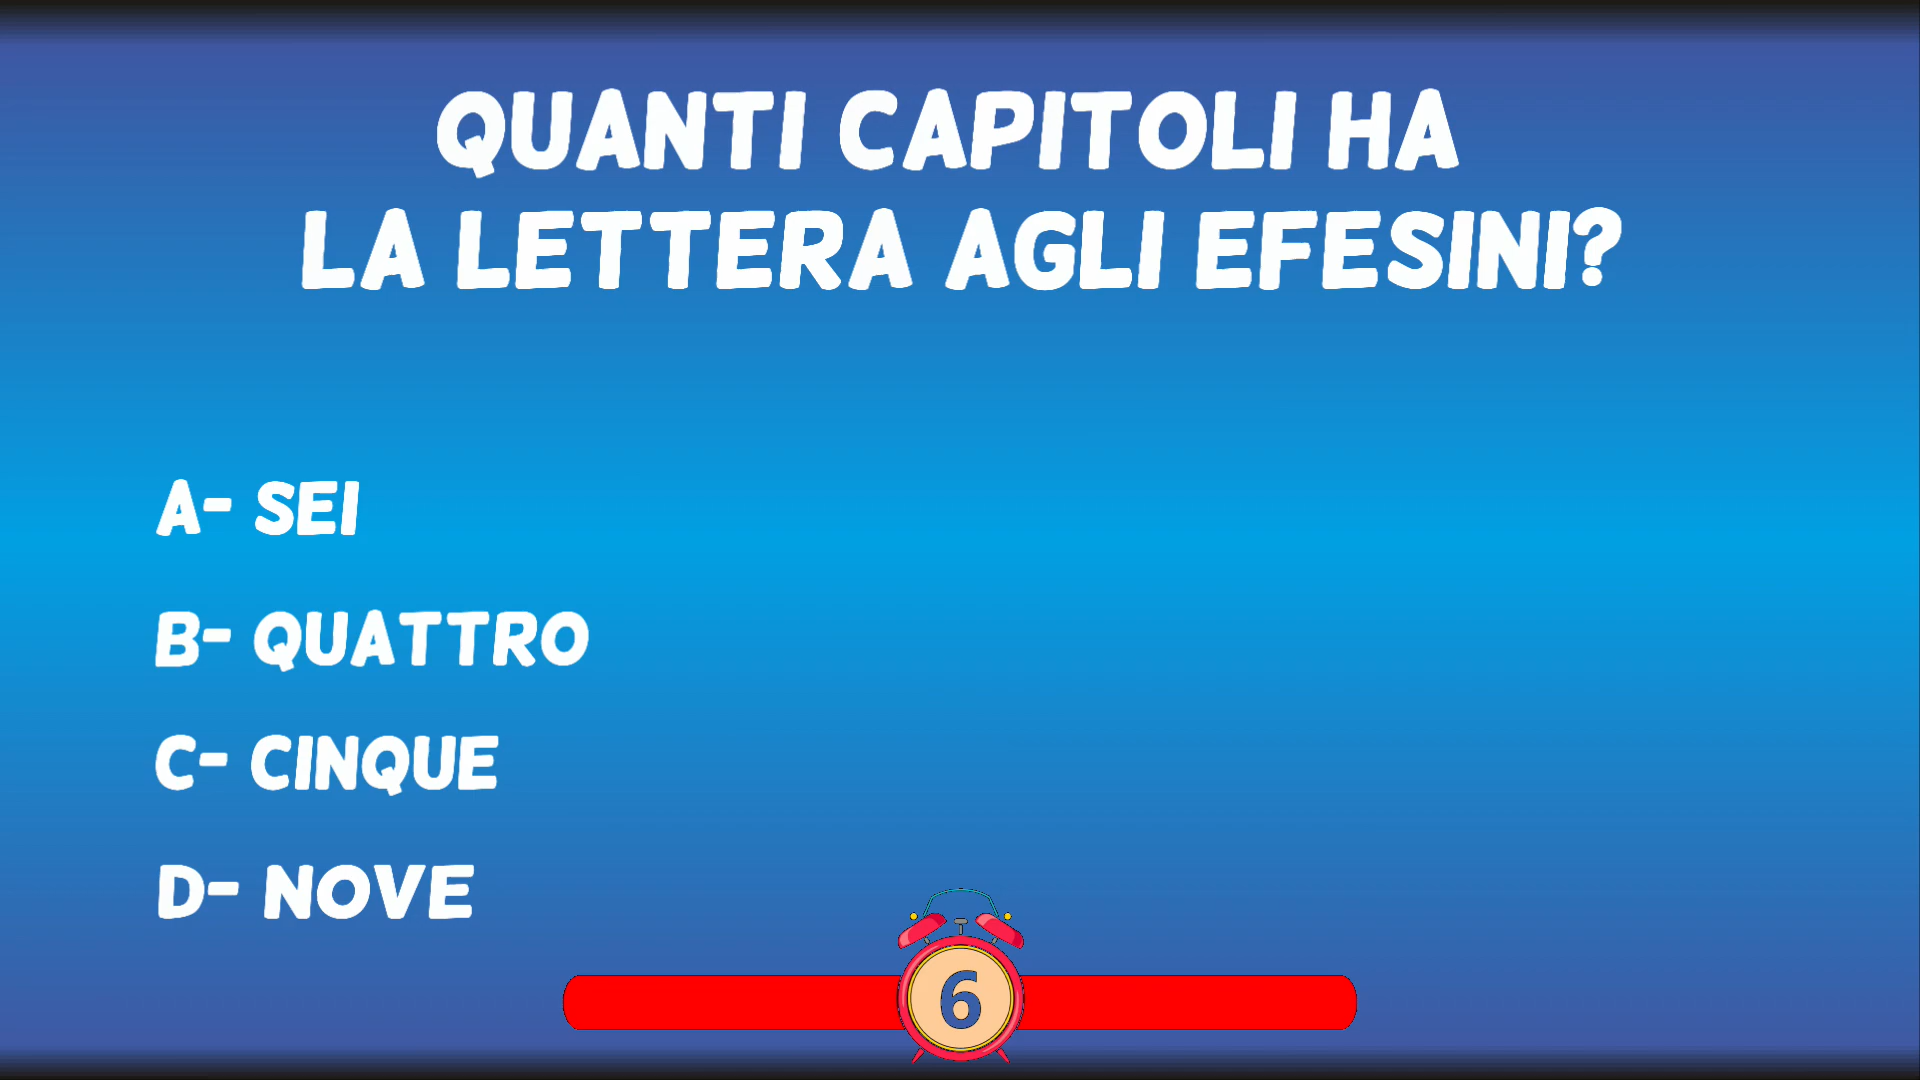 QUANTI CAPITOLI HA
LA LETTERA AGLI EFESINI?
A- SEI
B- QUATTRO
C- CINQUE
D- NOVE
6